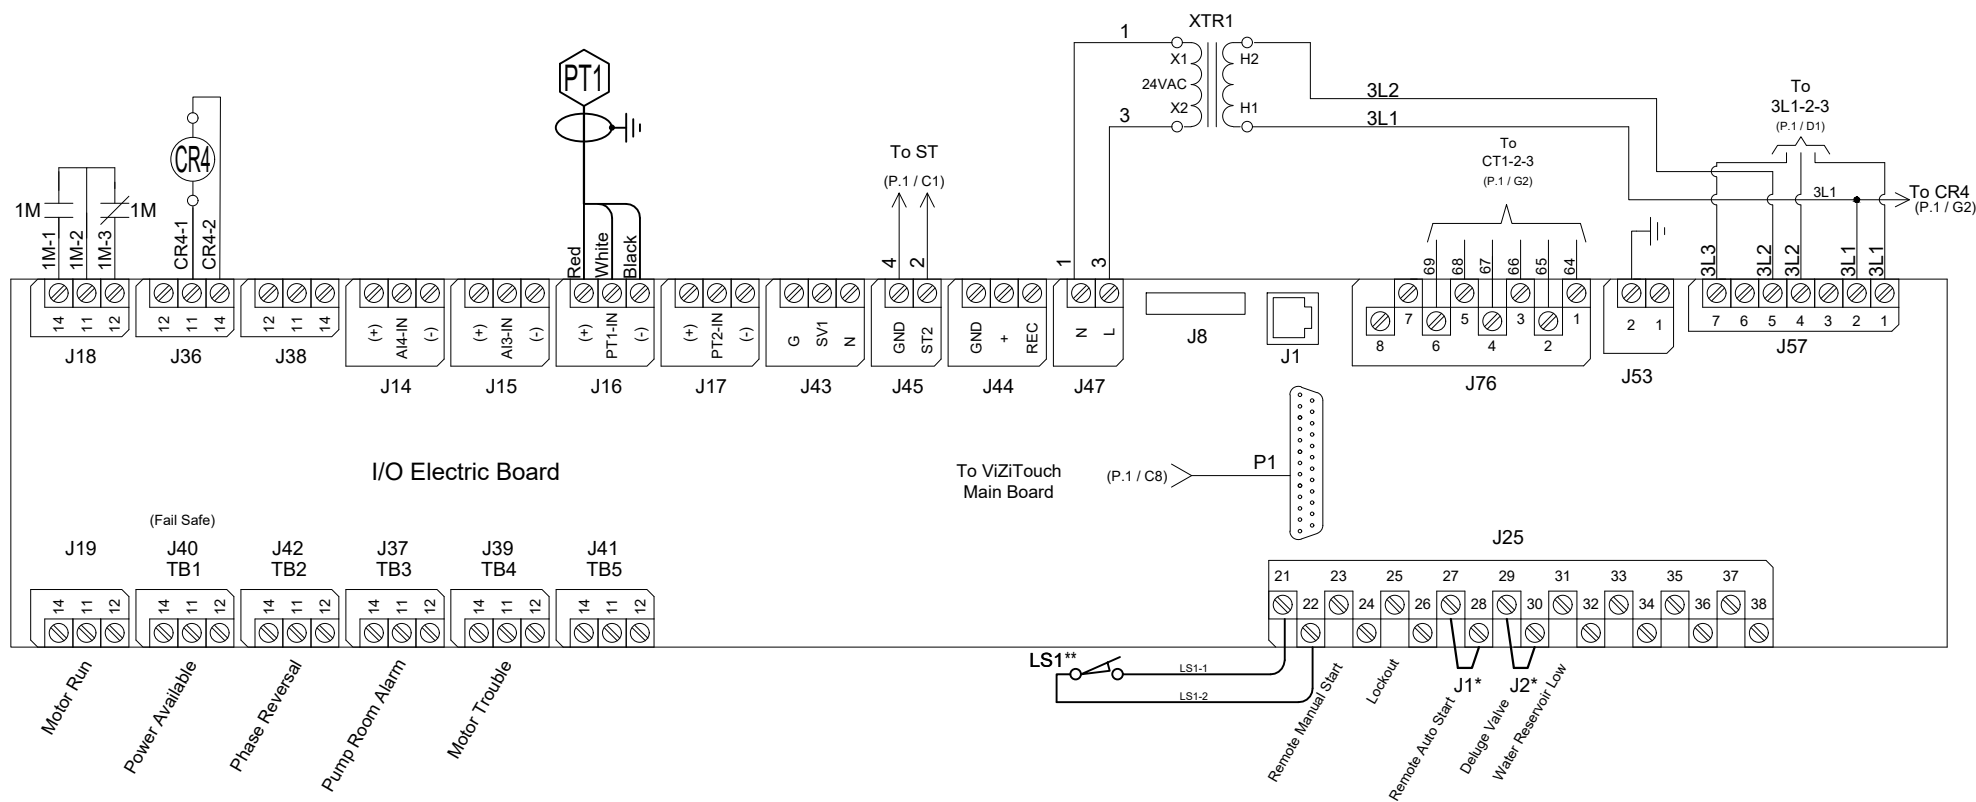 XTR1
1
X1
H2
24VAC
X2
H1
3
3L2
3L1
To
3L1-2-3
(P.1 / D1)
PT1
CR4
To ST
(P.1 / C1)
To
CT1-2-3
(P.1 / G2)
3L1
To CR4
(P.1 / G2)
1M
1M
1M-1
1M-2
1M-3
CR4-1
CR4-2
Red
White
Black
4
2
1
3
69
68
67
66
65
64
3L3
3L2
3L2
3L1
3L1
14 11 12
12 11 14
12 11 14
(+) AI4-IN (-)
(+) AI3-IN (-)
(+) PT1-IN (-)
(+) PT2-IN (-)
G SV1 N
GND ST2
GND + REC
N L
7 5 3 1
8 6 4 2
2 1
7 6 5 4 3 2 1
J18
J36
J38
J14
J15
J16
J17
J43
J45
J44
J47
J8
J1
J76
J53
J57
I/O Electric Board
To ViZiTouch
Main Board
(P.1 / C8)
P1
(Fail Safe)
J19
J40
TB1
J42
TB2
J37
TB3
J39
TB4
J41
TB5
J25
14 11 12
14 11 12
14 11 12
14 11 12
14 11 12
14 11 12
21 23 25 27 29 31 33 35 37
22 24 26 28 30 32 34 36 38
LS1**
LS1-1
LS1-2
J1*
J2*
Motor Run
Power Available
Phase Reversal
Pump Room Alarm
Motor Trouble
Remote Manual Start
Lockout
Remote Auto Start
Deluge Valve
Water Reservoir Low